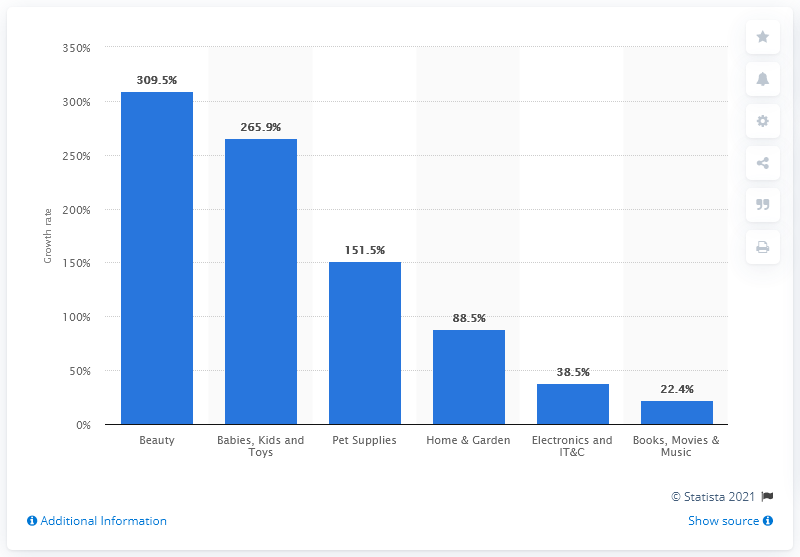 350%
300%
250%
200%
150%
100%
50%
0%
Growth rate
309.5%
265.9%
151.5%
88.5%
38.5%
22.4%
Beauty
Babies, Kids and
Toys
Pet Supplies
Home & Garden
Electronics and
IT&C
Books, Movies &
Music
© Statista 2021
Additional Information
Show source